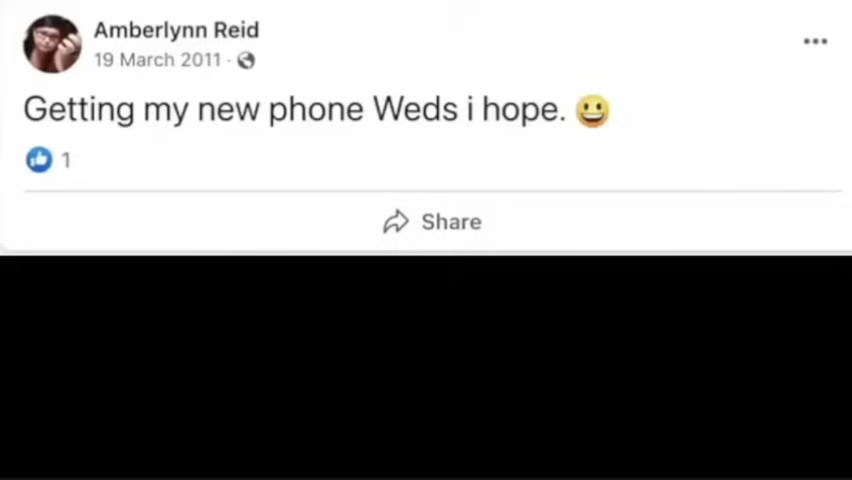 Amberlynn Reid
19 March 2011 ·
Getting my new phone Weds i hope. 😀
1
Share